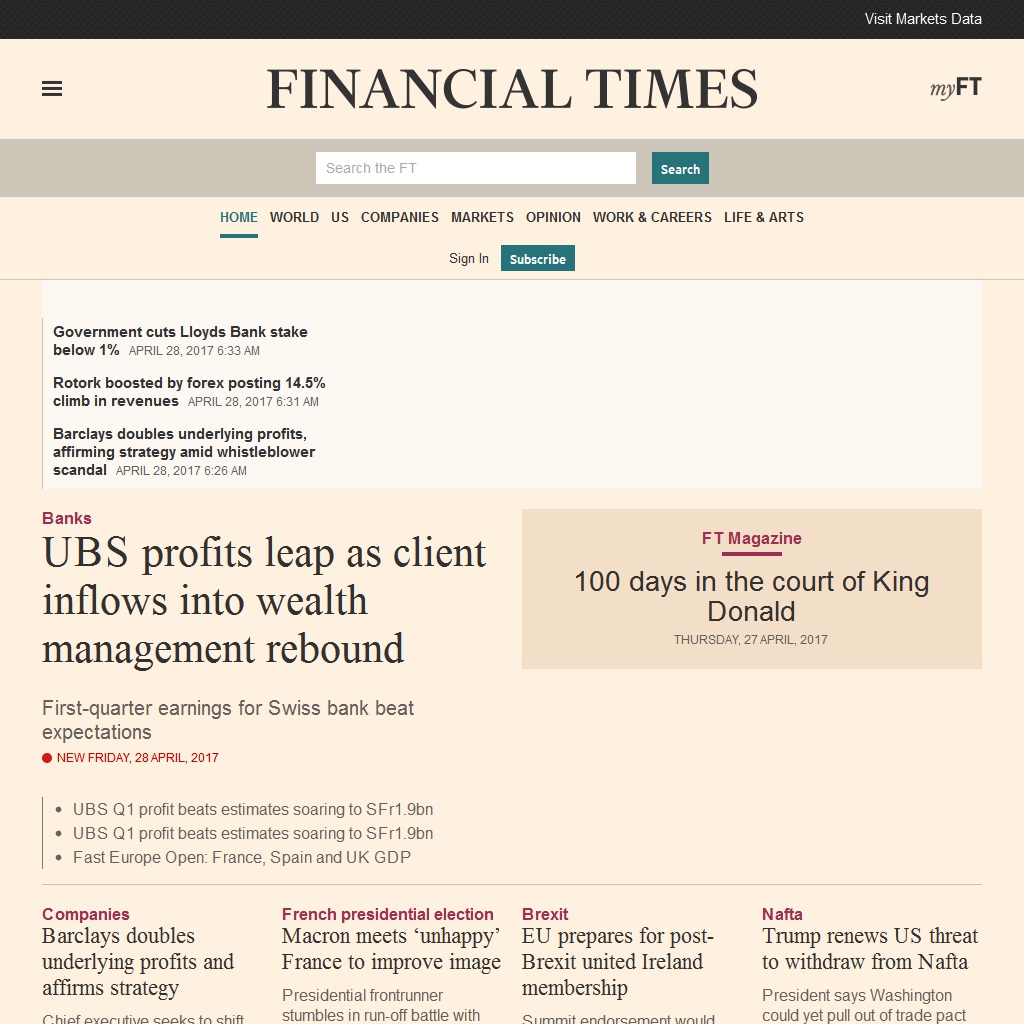 Visit Markets Data
FINANCIAL TIMES
myFT
Search the FT
Search
HOME WORLD US COMPANIES MARKETS OPINION WORK & CAREERS LIFE & ARTS
Sign In
Subscribe
Government cuts Lloyds Bank stake
below 1% APRIL 28, 2017 6:33 AM
Rotork boosted by forex posting 14.5%
climb in revenues APRIL 28, 2017 6:31 AM
Barclays doubles underlying profits,
affirming strategy amid whistleblower
scandal APRIL 28, 2017 6:26 AM
Banks
UBS profits leap as client
inflows into wealth
management rebound
First-quarter earnings for Swiss bank beat
expectations
NEW FRIDAY, 28 APRIL, 2017
• UBS Q1 profit beats estimates soaring to SFr1.9bn
• UBS Q1 profit beats estimates soaring to SFr1.9bn
• Fast Europe Open: France, Spain and UK GDP
FT Magazine
100 days in the court of King
Donald
THURSDAY, 27 APRIL, 2017
Companies
Barclays doubles
underlying profits and
affirms strategy
Chief executive seeks to shift
French presidential election
Macron meets ‘unhappy’
France to improve image
Presidential frontrunner
stumbles in run-off battle with
Brexit
EU prepares for post-
Brexit united Ireland
membership
Summit endorsement would
Nafta
Trump renews US threat
to withdraw from Nafta
President says Washington
could yet pull out of trade pact